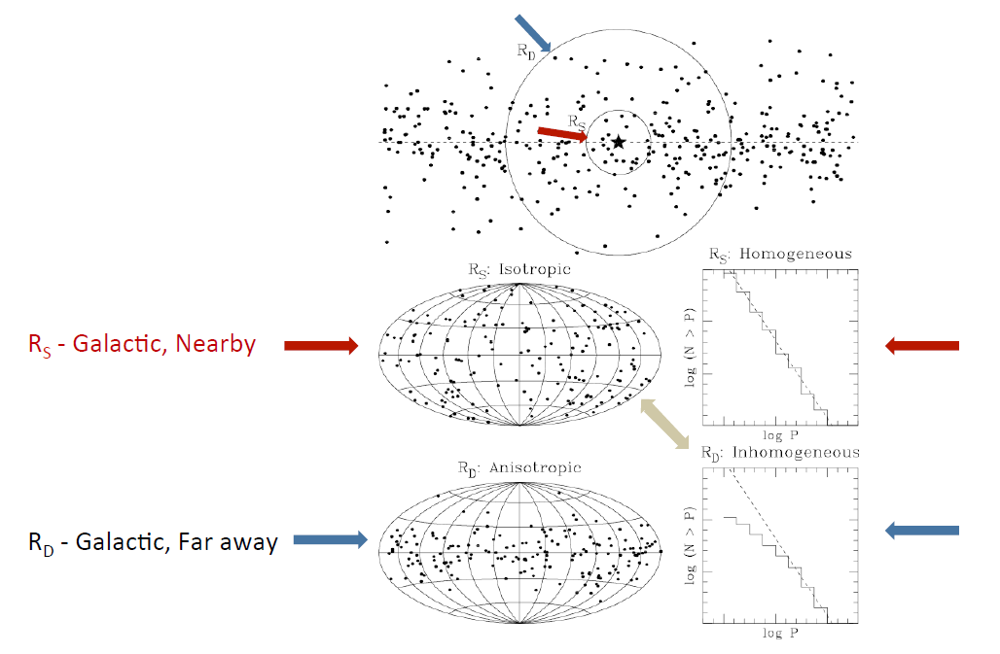 R_D
R_S
R_S: Isotropic
R_S: Homogeneous
R_S - Galactic, Nearby
log (N > P)
log P
R_D: Anisotropic
R_D: Inhomogeneous
R_D - Galactic, Far away
log (N > P)
log P